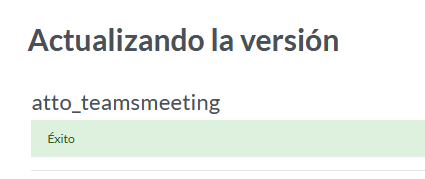 Actualizando la versión
atto_teamsmeeting
Éxito